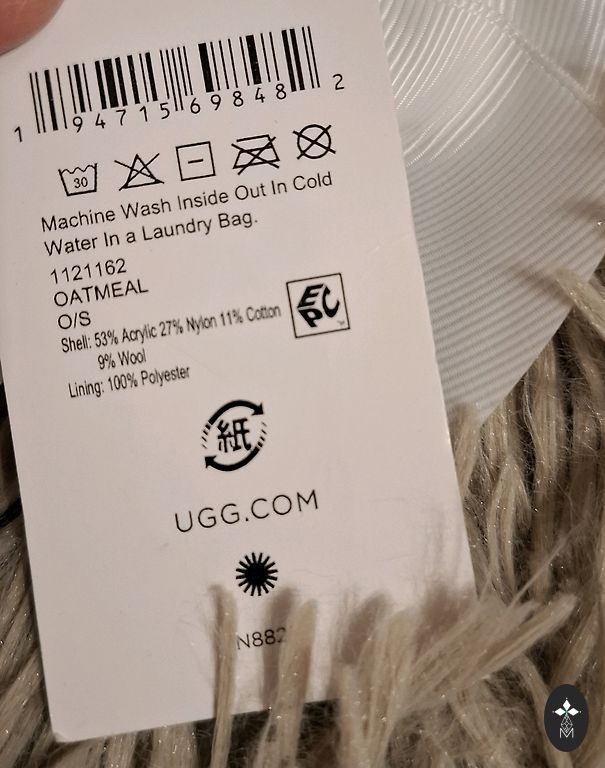 1 94715 69848 2
30
Machine Wash Inside Out In Cold
Water In a Laundry Bag.
1121162
OATMEAL
O/S
Shell: 53% Acrylic 27% Nylon 11% Cotton
9% Wool
Lining: 100% Polyester
EPC
TM
紙
UGG.COM
N882
M